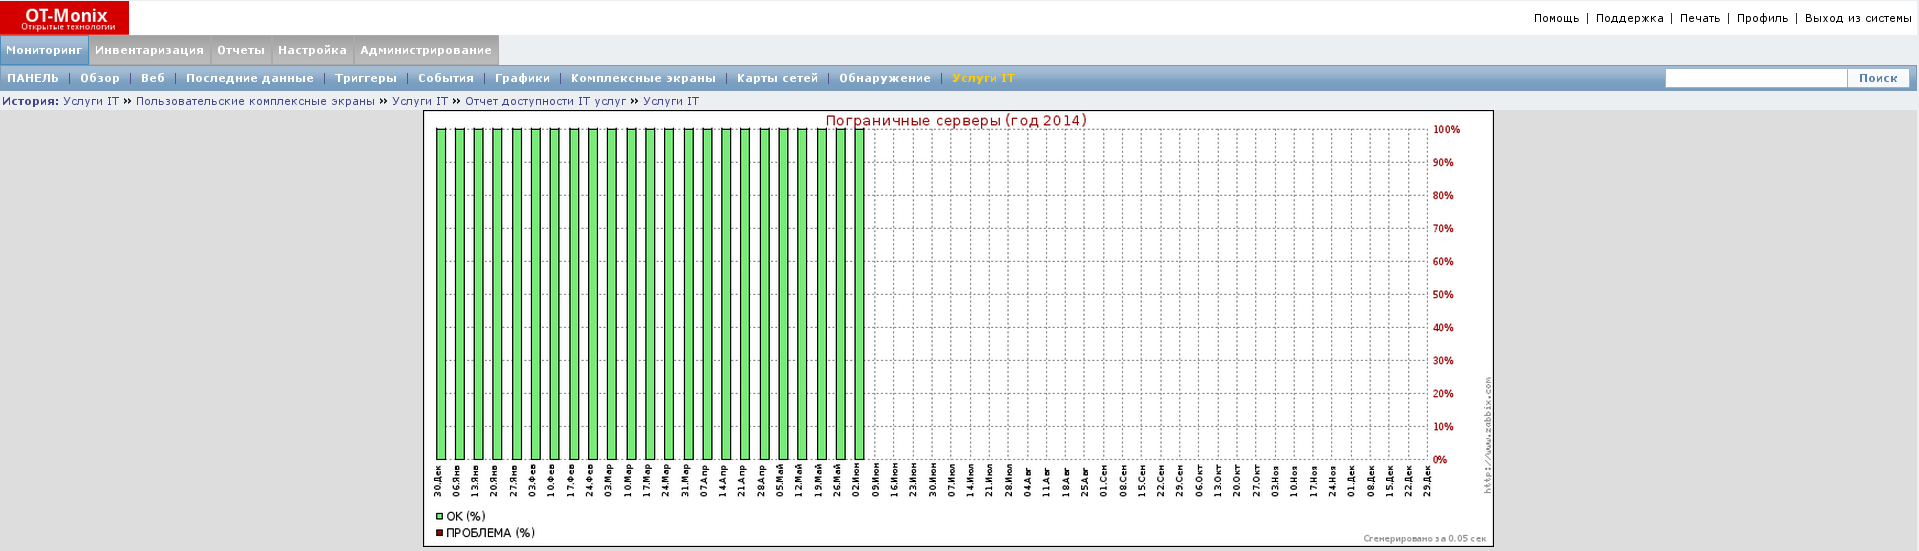 OT-Monix
Открытые технологии
Помощь | Поддержка | Печать | Профиль | Выход из системы
Мониторинг Инвентаризация Отчеты Настройка Администрирование
ПАНЕЛЬ | Обзор | Веб | Последние данные | Триггеры | События | Графики | Комплексные экраны | Карты сетей | Обнаружение | Услуги IT
Поиск
История: Услуги IT » Пользовательские комплексные экраны » Услуги IT » Отчет доступности IT услуг » Услуги IT
Пограничные серверы (год 2014)
100%
90%
80%
70%
60%
50%
40%
30%
20%
10%
0%
30.Дек
06.Янв
13.Янв
20.Янв
27.Янв
03.Фев
10.Фев
17.Фев
24.Фев
03.Мар
10.Мар
17.Мар
24.Мар
31.Мар
07.Апр
14.Апр
21.Апр
28.Апр
05.Май
12.Май
19.Май
26.Май
02.Июн
09.Июн
16.Июн
23.Июн
30.Июн
07.Июл
14.Июл
21.Июл
28.Июл
04.Авг
11.Авг
18.Авг
25.Авг
01.Сен
08.Сен
15.Сен
22.Сен
29.Сен
06.Окт
13.Окт
20.Окт
27.Окт
03.Ноя
10.Ноя
17.Ноя
24.Ноя
01.Дек
08.Дек
15.Дек
22.Дек
29.Дек
http://www.zabbix.com
OK (%)
ПРОБЛЕМА (%)
Сгенерировано за 0.05 сек